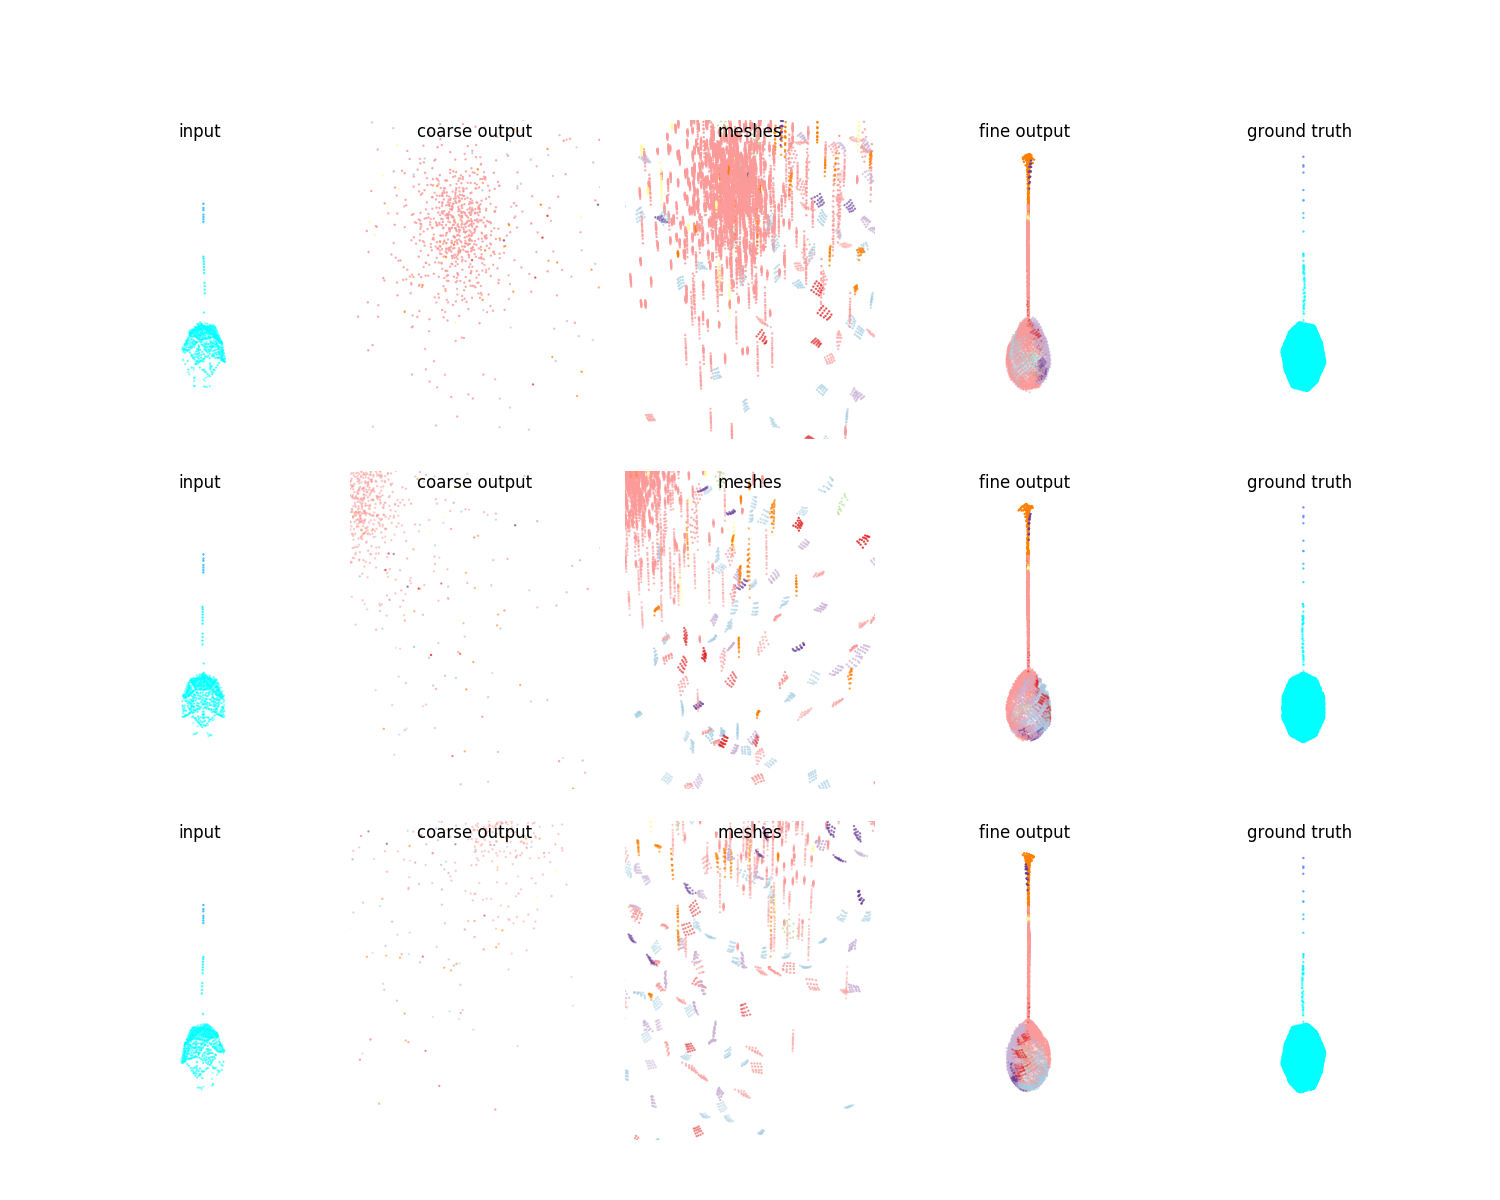 input
coarse output
meshes
fine output
ground truth
input
coarse output
meshes
fine output
ground truth
input
coarse output
meshes
fine output
ground truth